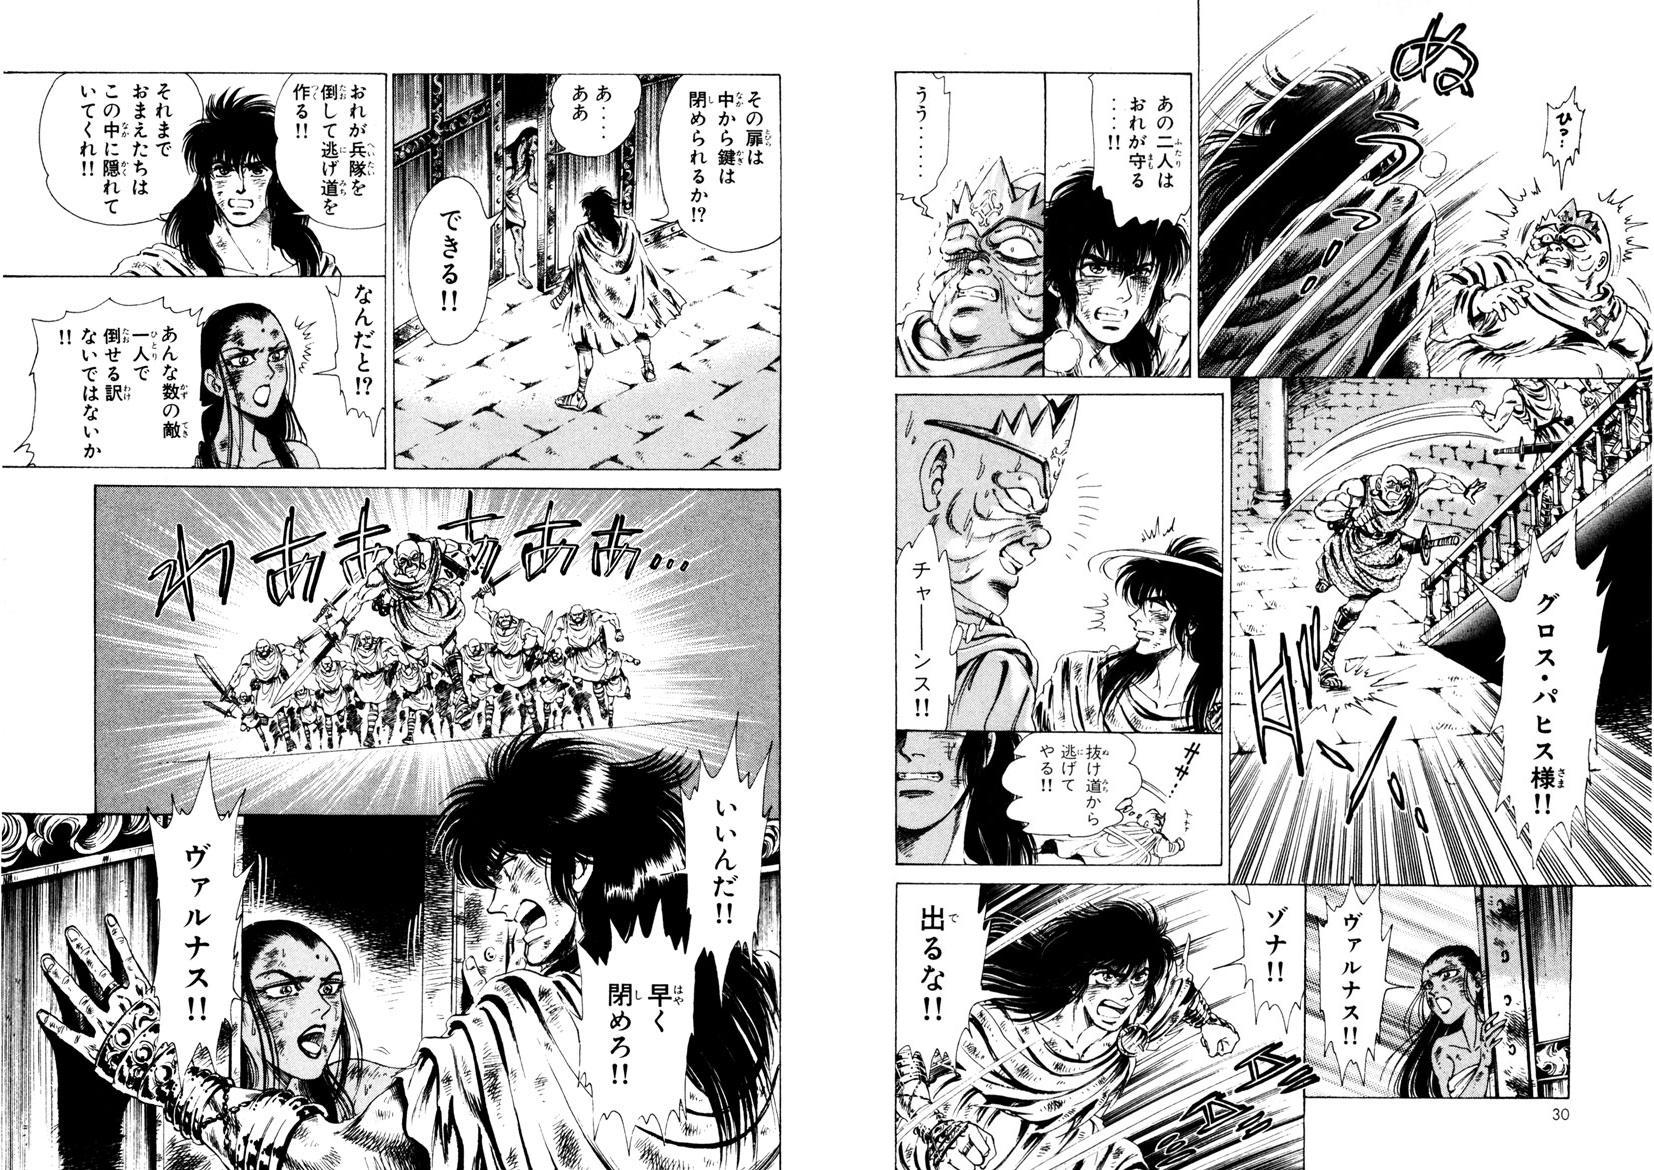 ぬっ
ひっ?
あの二人は
おれが守る
‥‥!!
うう‥‥‥
グロス・パヒス様!!
チャーーンス!!
ササ…
抜け道から
逃げて
やる!!
ヴァルナス!!
ゾナ!!
出るな!!
30
その扉は
中から鍵は
閉められるか!?
あ‥‥
ああ
できる!!
おれが兵隊を
倒して逃げ道を
作る!!
それまで
おまえたちは
この中に隠れて
いてくれ!!
なんだと!?
あんな数の敵
一人で
倒せる訳
ないではないか
!!
わあああああ…
いいんだ!!
早く
閉めろ!!
ヴァルナス!!